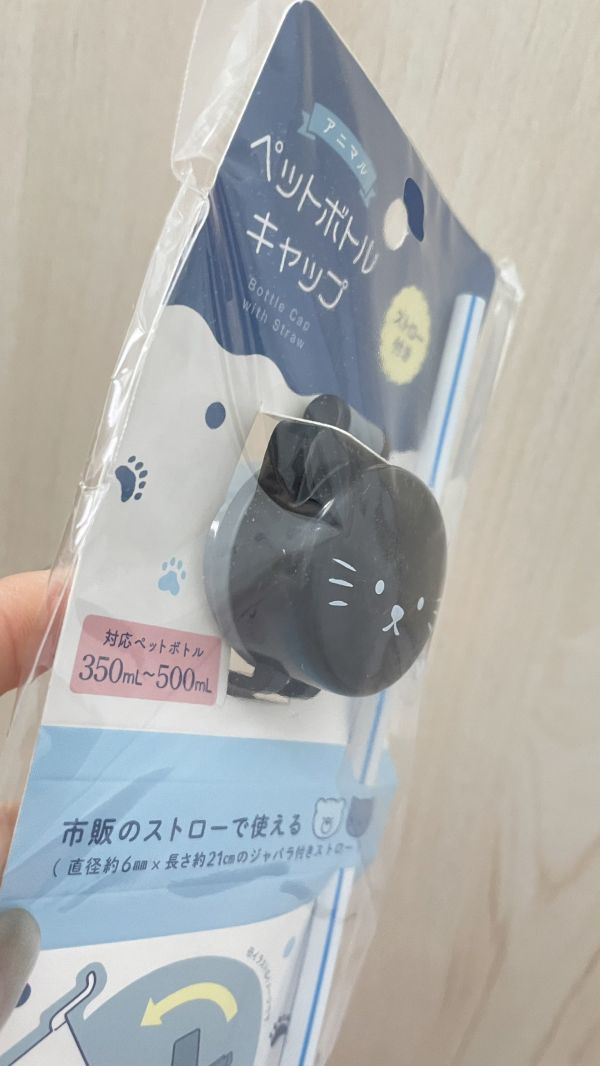 アニマル
ペットボトル
キャップ
Bottle Cap
with Straw
ストロー
付き
対応ペットボトル
350mL~500mL
市販のストローで使える
(直径約6mm×長さ約21cmのジャバラ付きストロー